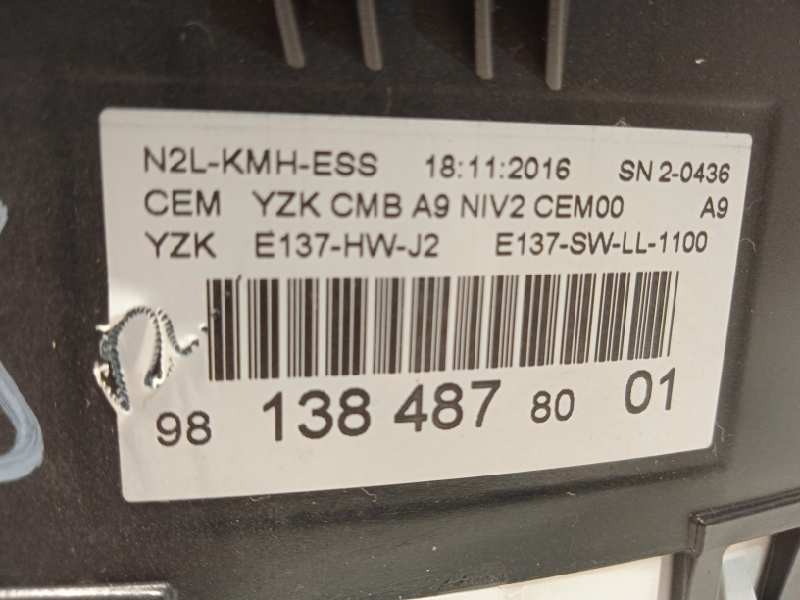 N2L-KMH-ESS 18:11:2016 SN 2-0436
CEM YZK CMB A9 NIV2 CEM00 A9
YZK E137-HW-J2 E137-SW-LL-1100
98 138 487 80 01